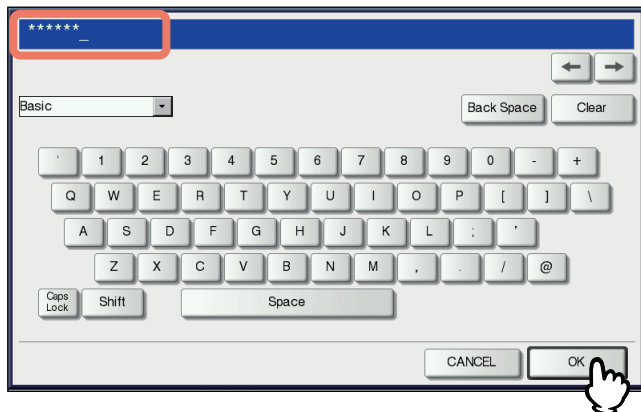 ******_
← →
Basic Back Space Clear
` 1 2 3 4 5 6 7 8 9 0 - +
Q W E R T Y U I O P [ ] \
A S D F G H J K L ; '
Z X C V B N M , . / @
Caps Lock Shift Space
CANCEL OK